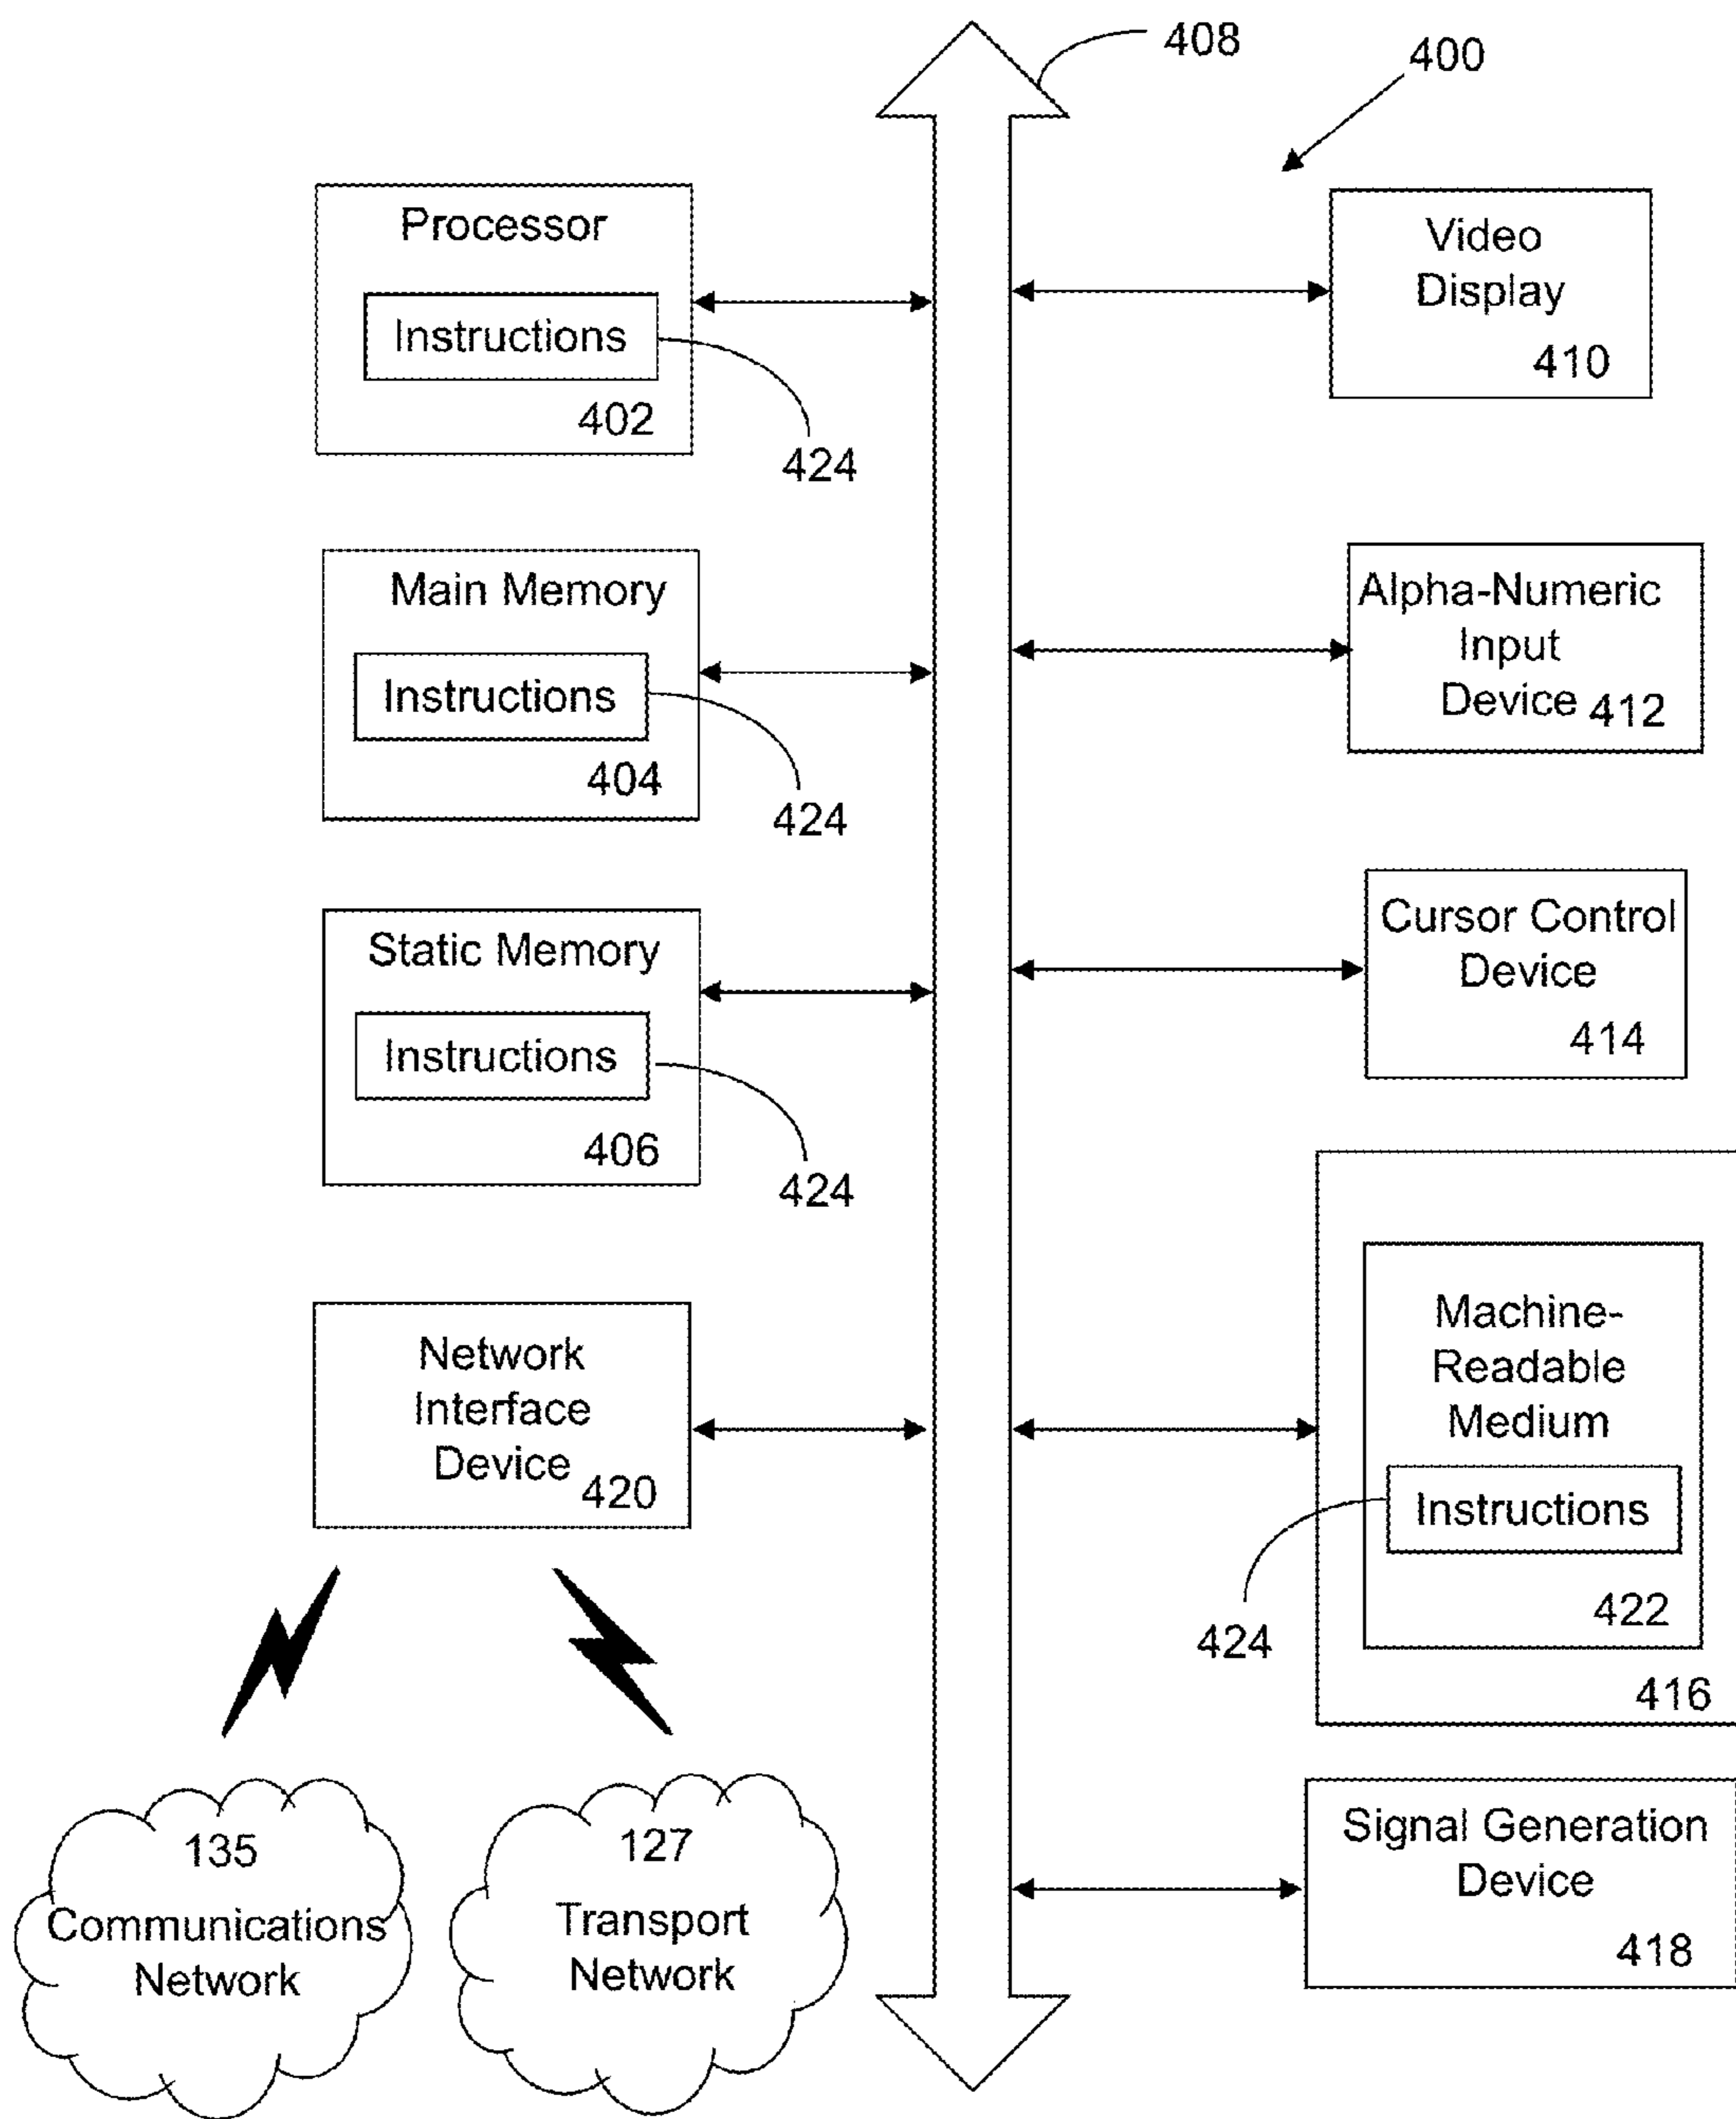 408
400
Processor
Instructions
402
424
Video
Display
410
Main Memory
Instructions
404
424
Alpha-Numeric
Input
Device 412
Static Memory
Instructions
406
424
Cursor Control
Device
414
Network
Interface
Device 420
Machine-
Readable
Medium
Instructions
422
424
416
135
Communications
Network
127
Transport
Network
Signal Generation
Device
418